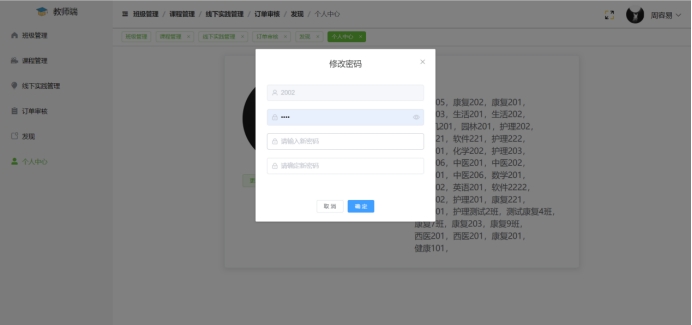 教师端
班级管理 / 课程管理 / 线下实践管理 / 订单审核 / 发现 / 个人中心
周容易
班级管理
课程管理
线下实践管理
订单审核
发现
个人中心
班级管理
课程管理
线下实践管理
订单审核
发现
个人中心
修改密码
2002
••••
请输入新密码
请确定新密码
取消
确定
05，康复202，康复201，
03，生活201，生活202，
201，园林201，护理202，
21，软件221，护理222，
01，化学202，护理203，
06，中医201，中医202，
01，中医206，数学201，
02，英语201，软件2222，
02，护理201，康复221，
01，护理测试2班，测试康复4班，
康复7班，康复203，康复9班，
西医201，西医201，康复201，
健康101，